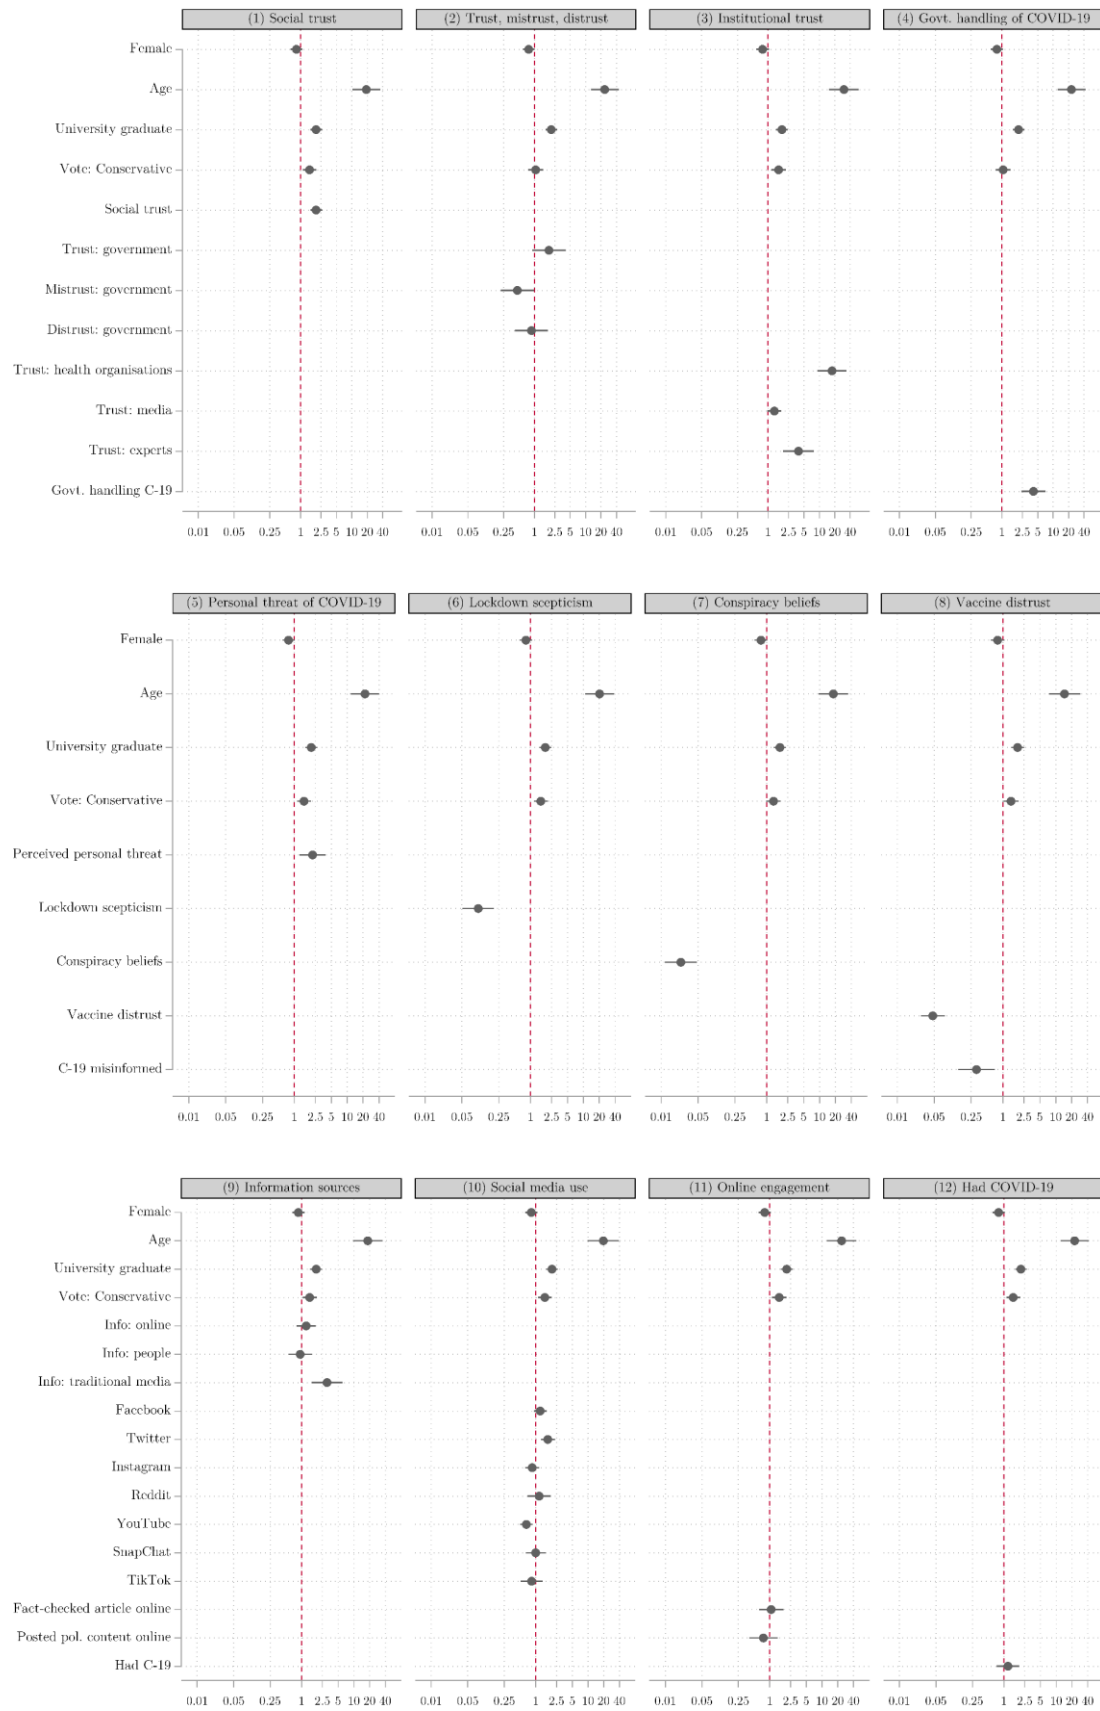 (1) Social trust (2) Trust, mistrust, distrust (3) Institutional trust (4) Govt. handling of COVID-19
Female
Age
University graduate
Vote: Conservative
Social trust
Trust: government
Mistrust: government
Distrust: government
Trust: health organisations
Trust: media
Trust: experts
Govt. handling C-19
0.01 0.05 0.25 1 2.5 5 10 20 40 0.01 0.05 0.25 1 2.5 5 10 20 40 0.01 0.05 0.25 1 2.5 5 10 20 40 0.01 0.05 0.25 1 2.5 5 10 20 40
(5) Personal threat of COVID-19 (6) Lockdown scepticism (7) Conspiracy beliefs (8) Vaccine distrust
Female
Age
University graduate
Vote: Conservative
Perceived personal threat
Lockdown scepticism
Conspiracy beliefs
Vaccine distrust
C-19 misinformed
0.01 0.05 0.25 1 2.5 5 10 20 40 0.01 0.05 0.25 1 2.5 5 10 20 40 0.01 0.05 0.25 1 2.5 5 10 20 40 0.01 0.05 0.25 1 2.5 5 10 20 40
(9) Information sources (10) Social media use (11) Online engagement (12) Had COVID-19
Female
Age
University graduate
Vote: Conservative
Info: online
Info: people
Info: traditional media
Facebook
Twitter
Instagram
Reddit
YouTube
SnapChat
TikTok
Fact-checked article online
Posted pol. content online
Had C-19
0.01 0.05 0.25 1 2.5 5 10 20 40 0.01 0.05 0.25 1 2.5 5 10 20 40 0.01 0.05 0.25 1 2.5 5 10 20 40 0.01 0.05 0.25 1 2.5 5 10 20 40